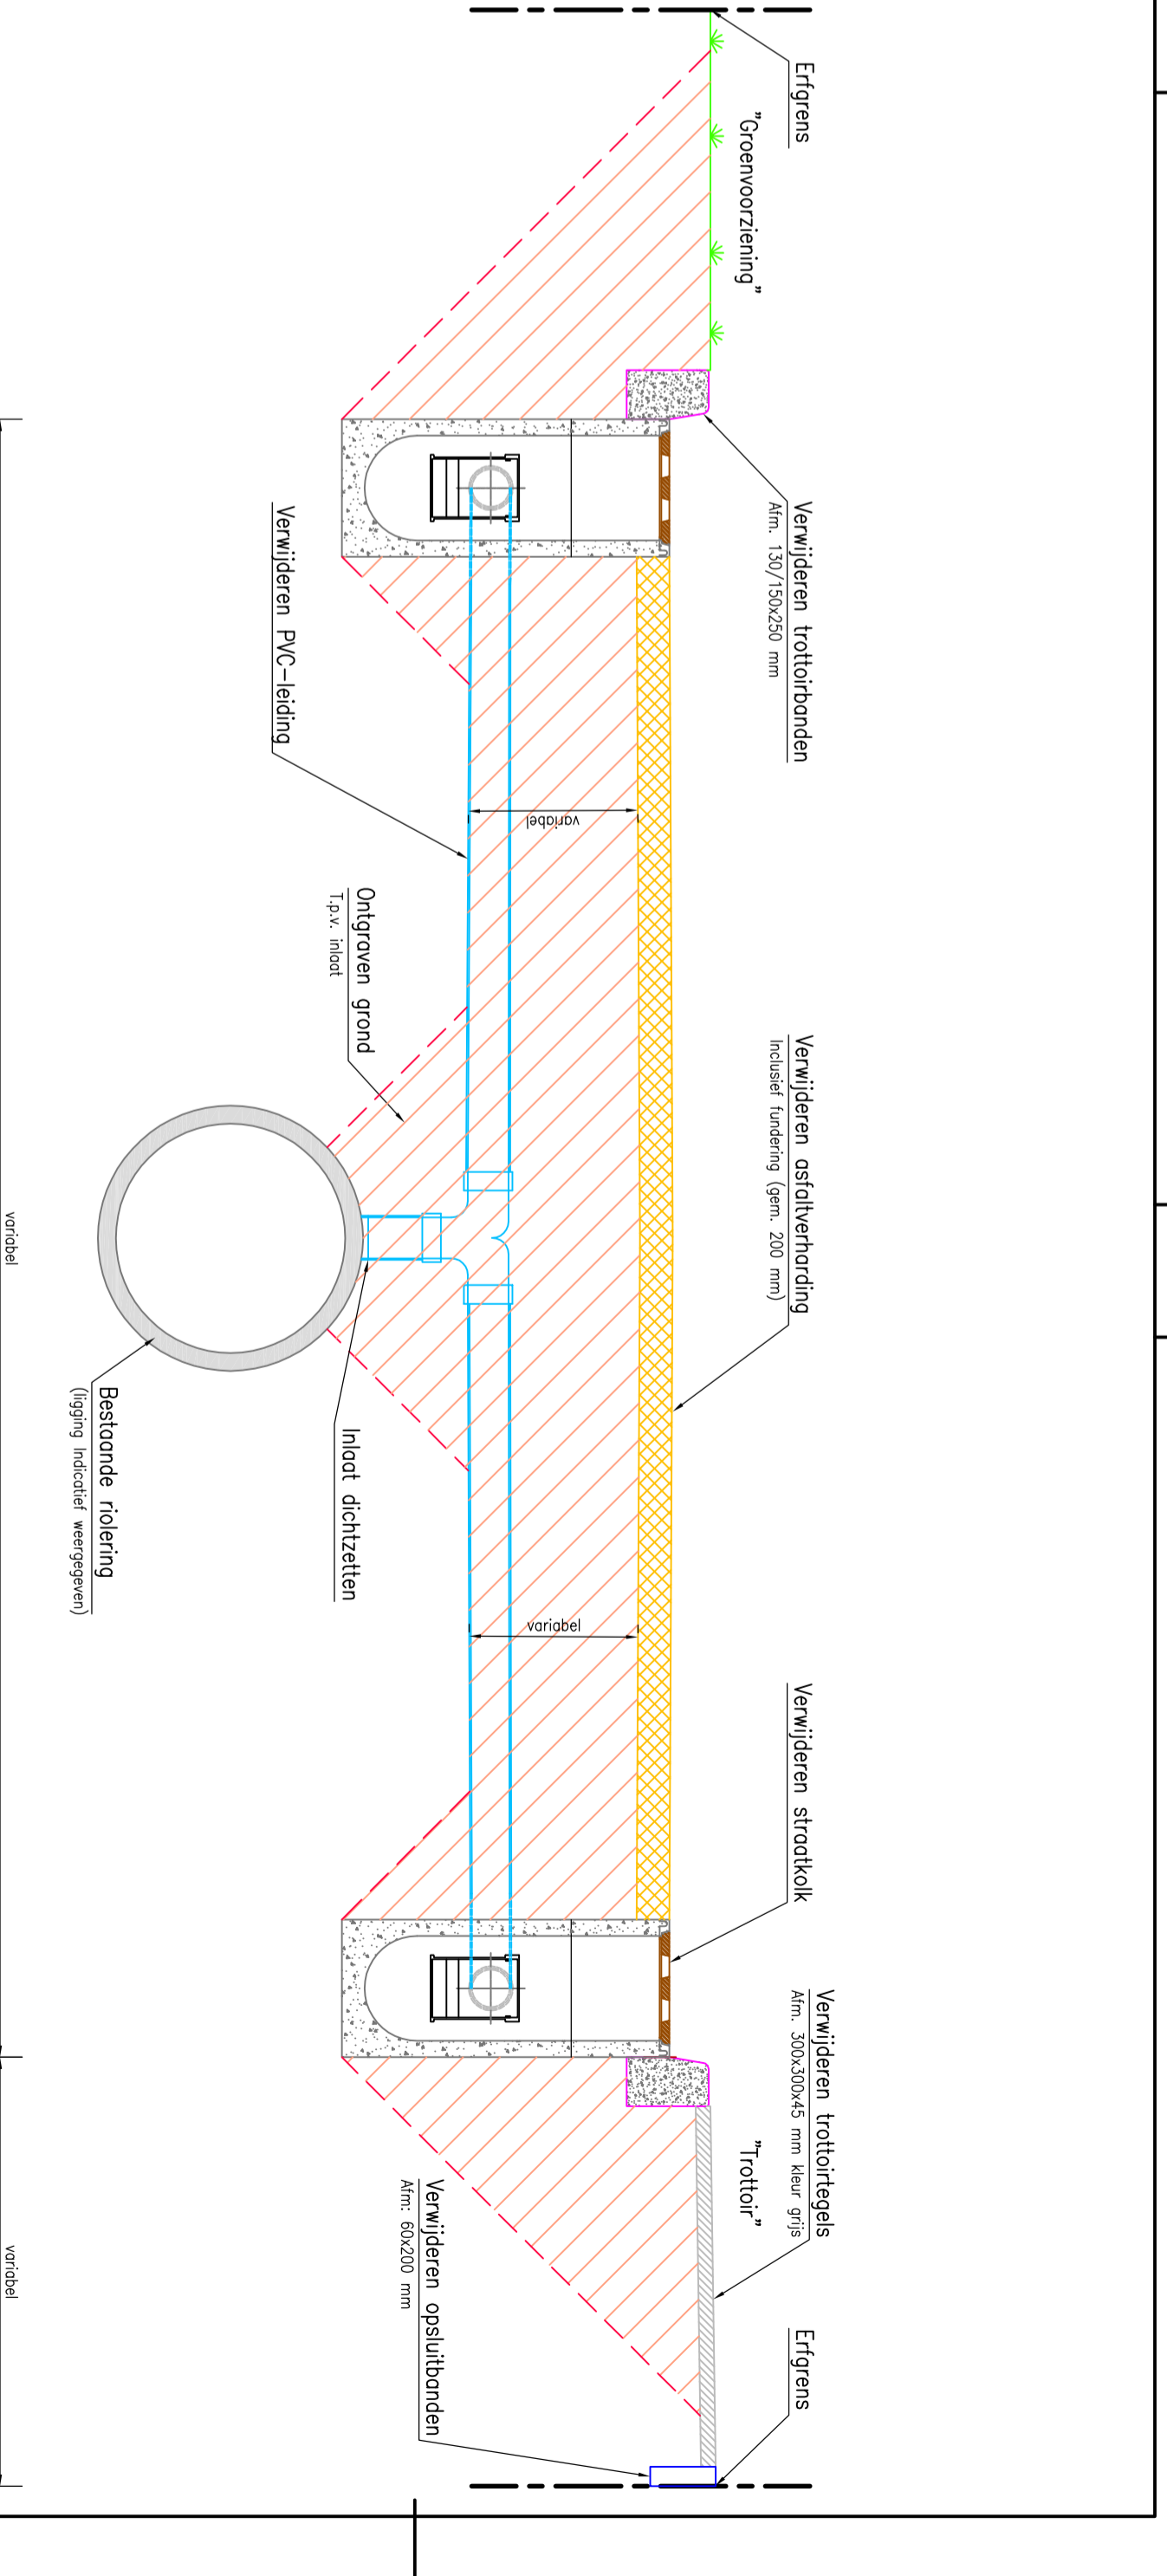 Erfgrens
"Groenvoorziening"
Verwijderen trottoirbanden
Afm. 130/150x250 mm
Verwijderen asfaltverharding
Inclusief fundering (gem. 200 mm)
Verwijderen straatkolk
Verwijderen trottoirtegels
Afm. 300x300x45 mm kleur grijs
"Trottoir"
Erfgrens
variabel
variabel
Verwijderen PVC-leiding
Ontgraven grond
T.p.v. inlaat
Inlaat dichtzetten
Bestaande riolering
(ligging Indicatief weergegeven)
Verwijderen opsluitbanden
Afm: 60x200 mm
variabel
variabel